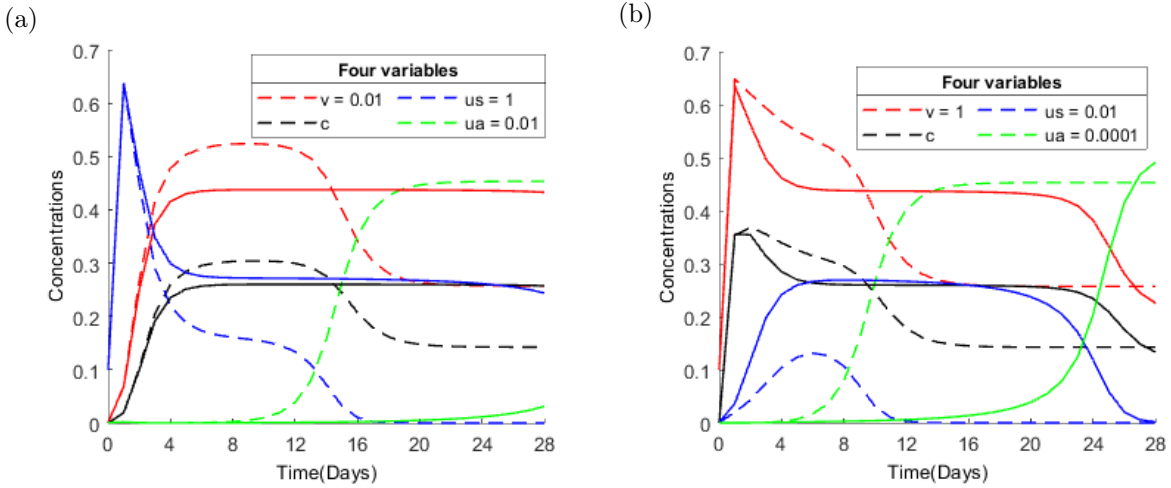 (a)
Concentrations
0.7
0.6
0.5
0.4
0.3
0.2
0.1
0
Four variables
v = 0.01
us = 1
c
ua = 0.01
0 4 8 12 16 20 24 28
Time(Days)
(b)
Concentrations
0.7
0.6
0.5
0.4
0.3
0.2
0.1
0
Four variables
v = 1
us = 0.01
c
ua = 0.0001
0 4 8 12 16 20 24 28
Time(Days)